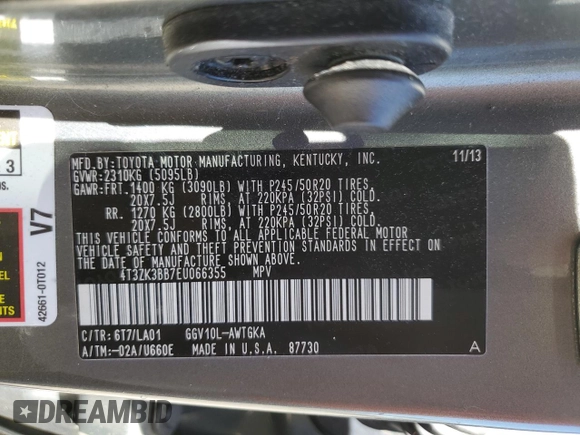 MFD.BY:TOYOTA MOTOR MANUFACTURING, KENTUCKY, INC. 11/13
GVWR:2310KG (5095LB)
GAWR:FRT.1400 KG (3090LB) WITH P245/50R20 TIRES,
20X7.5J RIMS, AT 220KPA (32PSI) COLD.
RR. 1270 KG (2800LB) WITH P245/50R20 TIRES,
20X7.5J RIMS, AT 220KPA (32PSI) COLD.
THIS VEHICLE CONFORMS TO ALL APPLICABLE FEDERAL MOTOR
VEHICLE SAFETY AND THEFT PREVENTION STANDARDS IN EFFECT ON
THE DATE OF MANUFACTURE SHOWN ABOVE.
4T3ZK3BB7EU066355 MPV
C/TR: 6T7/LA01 GGV10L-AWTGKA
A/TM:-02A/U660E MADE IN U.S.A. 87730 A
V7
42661-0T012
3
NTS
UREDAMBID